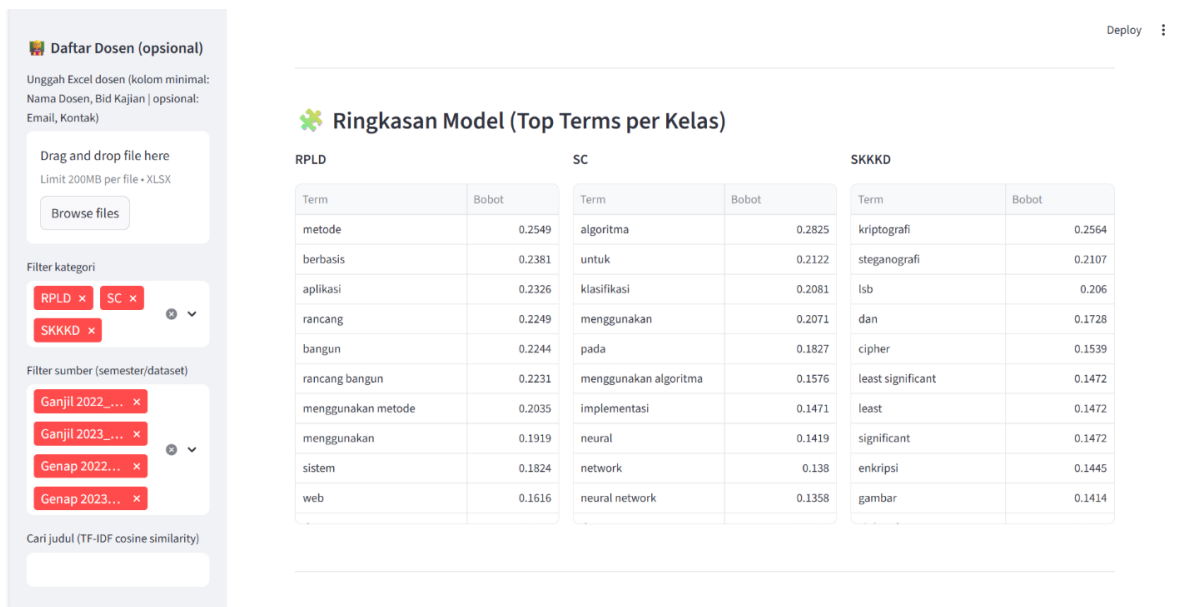 Deploy
Daftar Dosen (opsional)
Unggah Excel dosen (kolom minimal:
Nama Dosen, Bid Kajian | opsional:
Email, Kontak)
Drag and drop file here
Limit 200MB per file • XLSX
Browse files
Filter kategori
RPLD ×
SC ×
SKKKD ×
Filter sumber (semester/dataset)
Ganjil 2022_... ×
Ganjil 2023_... ×
Genap 2022... ×
Genap 2023... ×
Cari judul (TF-IDF cosine similarity)
Ringkasan Model (Top Terms per Kelas)
RPLD
Term Bobot
metode 0.2549
berbasis 0.2381
aplikasi 0.2326
rancang 0.2249
bangun 0.2244
rancang bangun 0.2231
menggunakan metode 0.2035
menggunakan 0.1919
sistem 0.1824
web 0.1616
SC
Term Bobot
algoritma 0.2825
untuk 0.2122
klasifikasi 0.2081
menggunakan 0.2071
pada 0.1827
menggunakan algoritma 0.1576
implementasi 0.1471
neural 0.1419
network 0.138
neural network 0.1358
SKKKD
Term Bobot
kriptografi 0.2564
steganografi 0.2107
lsb 0.206
dan 0.1728
cipher 0.1539
least significant 0.1472
least 0.1472
significant 0.1472
enkripsi 0.1445
gambar 0.1414